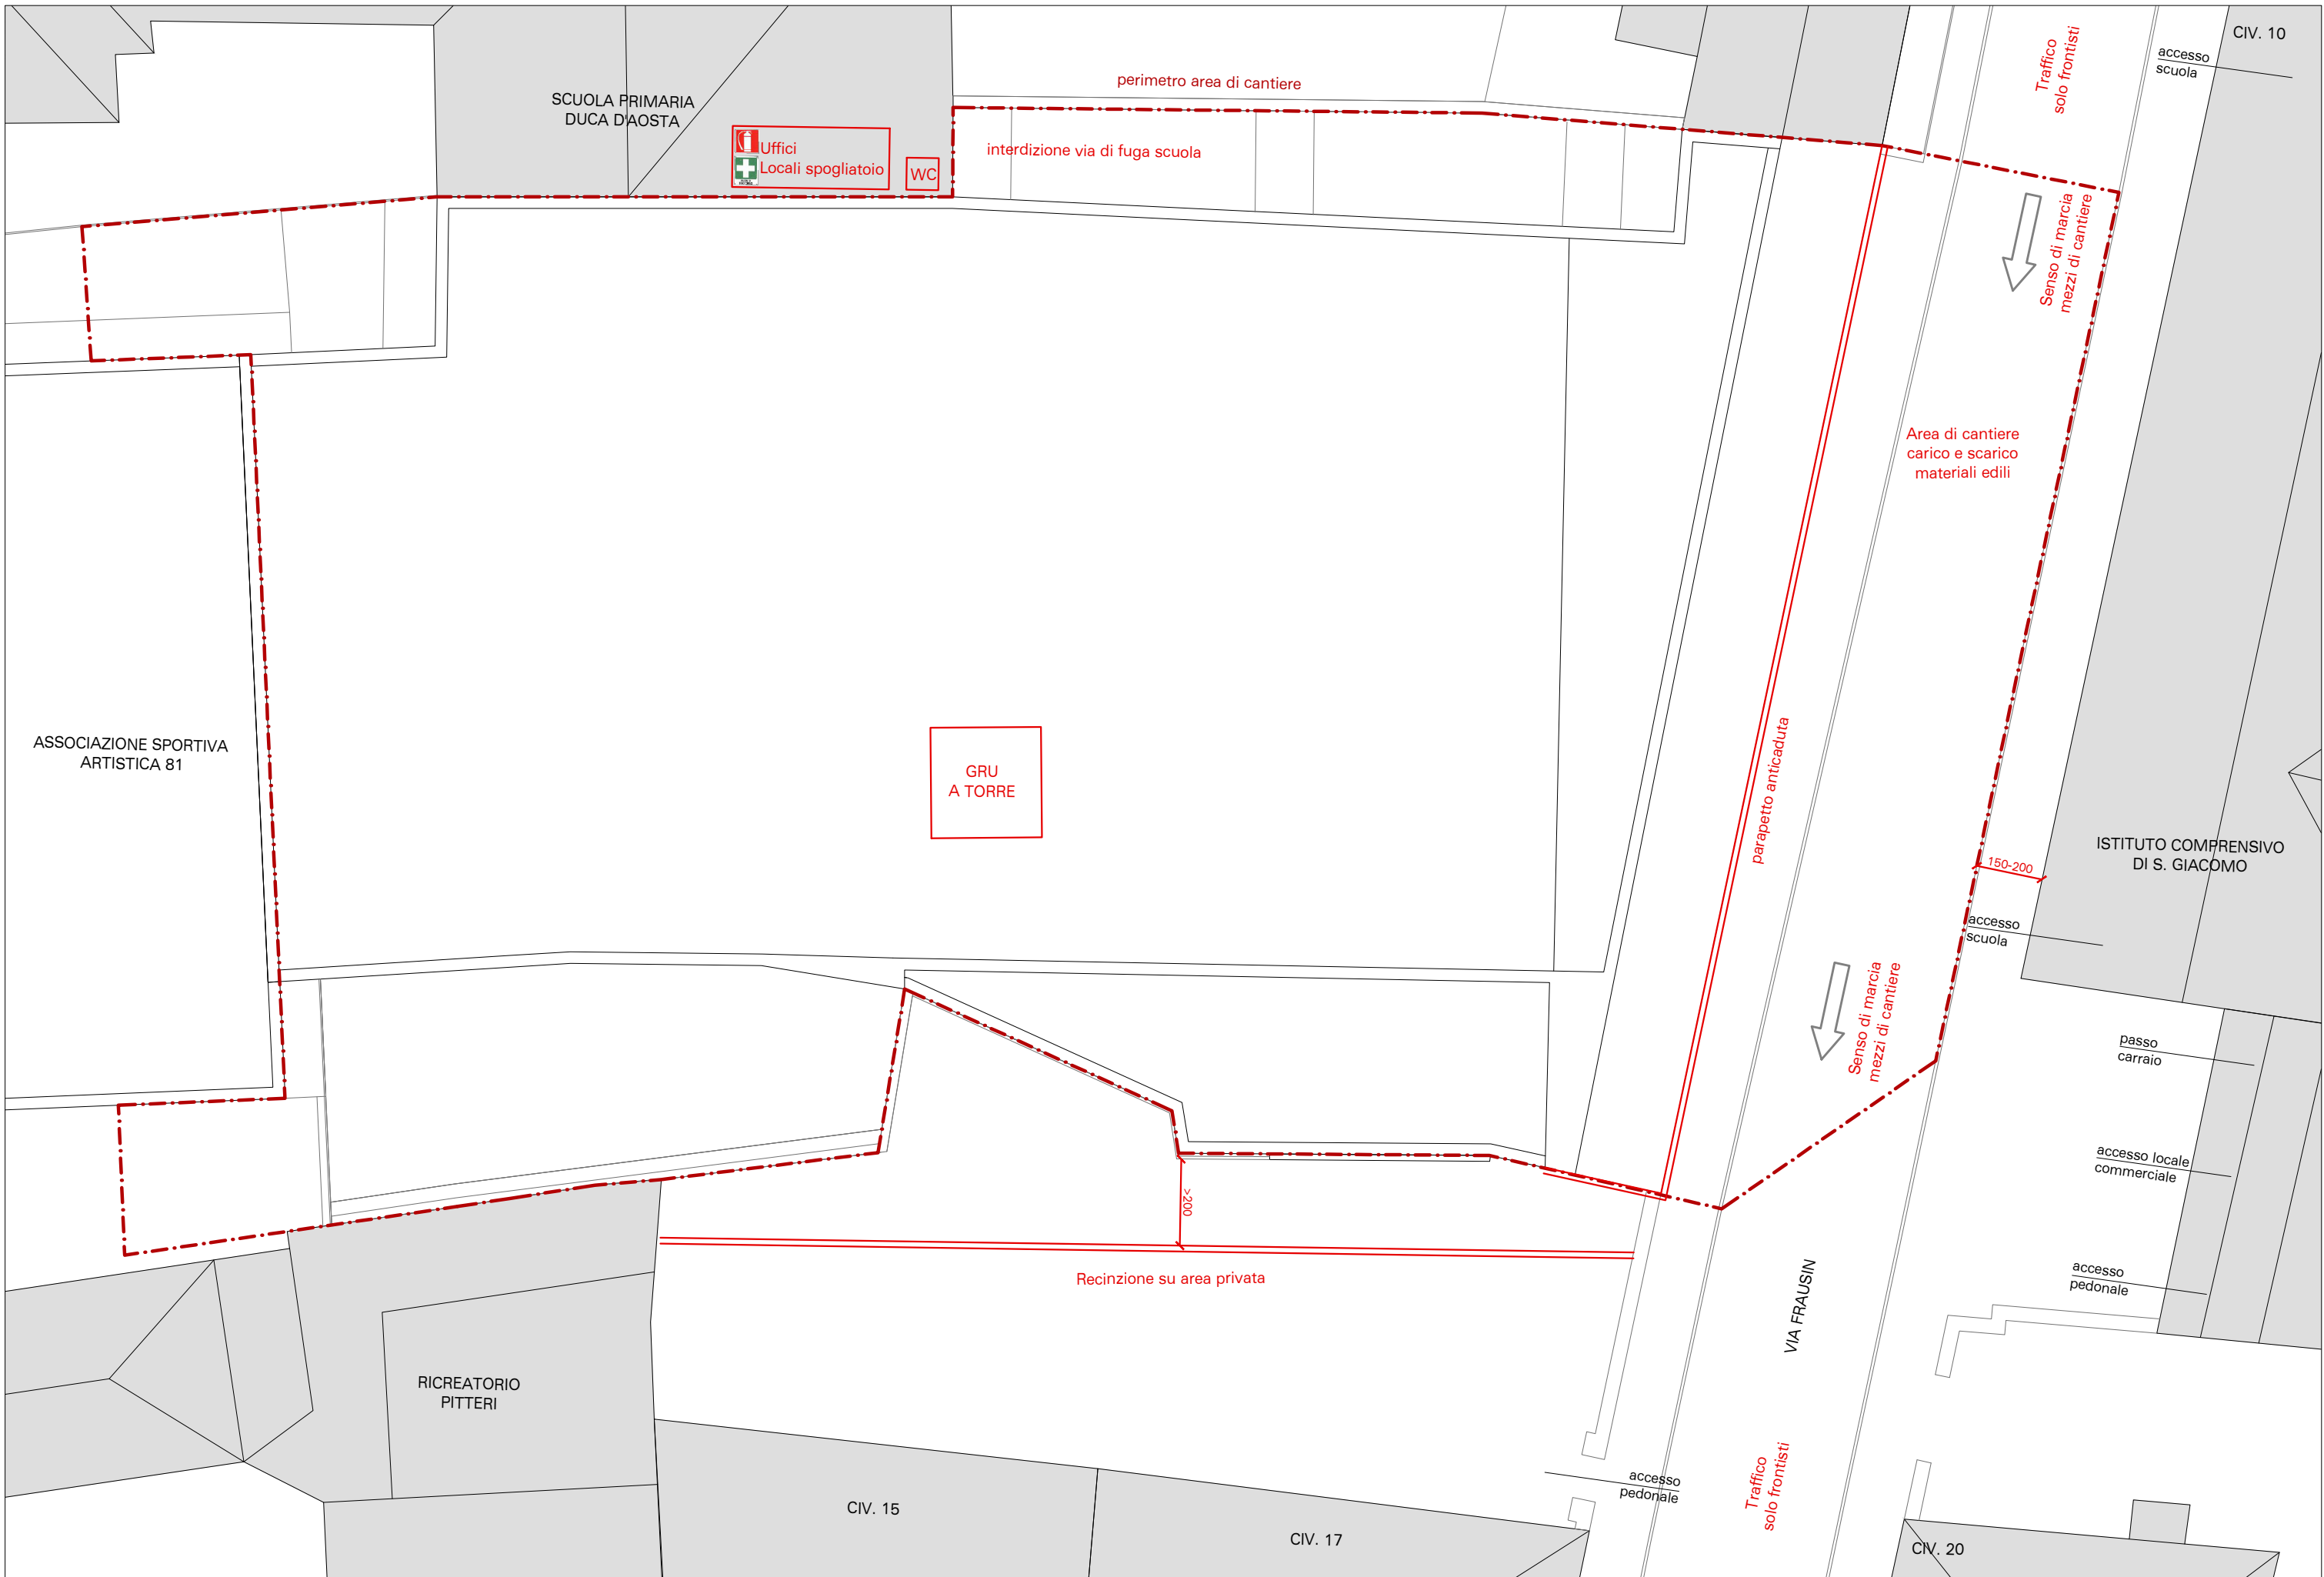 CIV. 10
accesso
scuola
Traffico
solo frontisti
perimetro area di cantiere
SCUOLA PRIMARIA
DUCA D'AOSTA
Uffici
Locali spogliatoio
WC
interdizione via di fuga scuola
Senso di marcia
mezzi di cantiere
Area di cantiere
carico e scarico
materiali edili
ASSOCIAZIONE SPORTIVA
ARTISTICA 81
GRU
A TORRE
parapetto anticaduta
ISTITUTO COMPRENSIVO
DI S. GIACOMO
150-200
accesso
scuola
Senso di marcia
mezzi di cantiere
passo
carraio
accesso locale
commerciale
>200
accesso
pedonale
Recinzione su area privata
VIA FRAUSIN
RICREATORIO
PITTERI
accesso
pedonale
Traffico
solo frontisti
CIV. 15
CIV. 17
CIV. 20